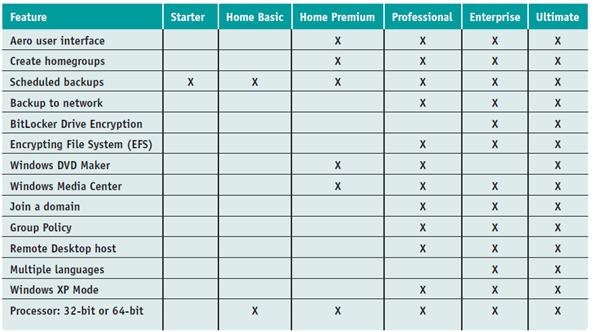 Feature Starter Home Basic Home Premium Professional Enterprise Ultimate
Aero user interface X X X X
Create homegroups X X X X
Scheduled backups X X X X X X
Backup to network X X X
BitLocker Drive Encryption X X
Encrypting File System (EFS) X X X
Windows DVD Maker X X X
Windows Media Center X X X X
Join a domain X X X
Group Policy X X X
Remote Desktop host X X X
Multiple languages X X
Windows XP Mode X X X
Processor: 32-bit or 64-bit X X X X X